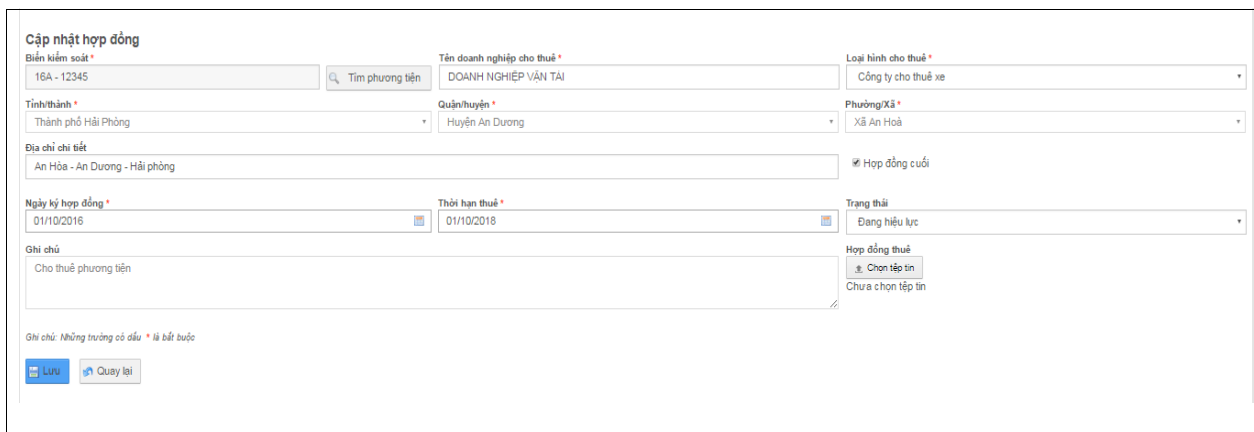 Cập nhật hợp đồng
Biển kiểm soát * Tên doanh nghiệp cho thuê * Loại hình cho thuê *
16A - 12345 Tìm phương tiện DOANH NGHIỆP VẬN TẢI Công ty cho thuê xe
Tỉnh/thành * Quận/huyện * Phường/Xã *
Thành phố Hải Phòng Huyện An Dương Xã An Hoà
Địa chỉ chi tiết
An Hòa - An Dương - Hải phòng Hợp đồng cuối
Ngày ký hợp đồng * Thời hạn thuê * Trạng thái
01/10/2016 01/10/2018 Đang hiệu lực
Ghi chú Hợp đồng thuê
Cho thuê phương tiện Chọn tệp tin
Chưa chọn tệp tin
Ghi chú: Những trường có dấu * là bắt buộc
Lưu Quay lại